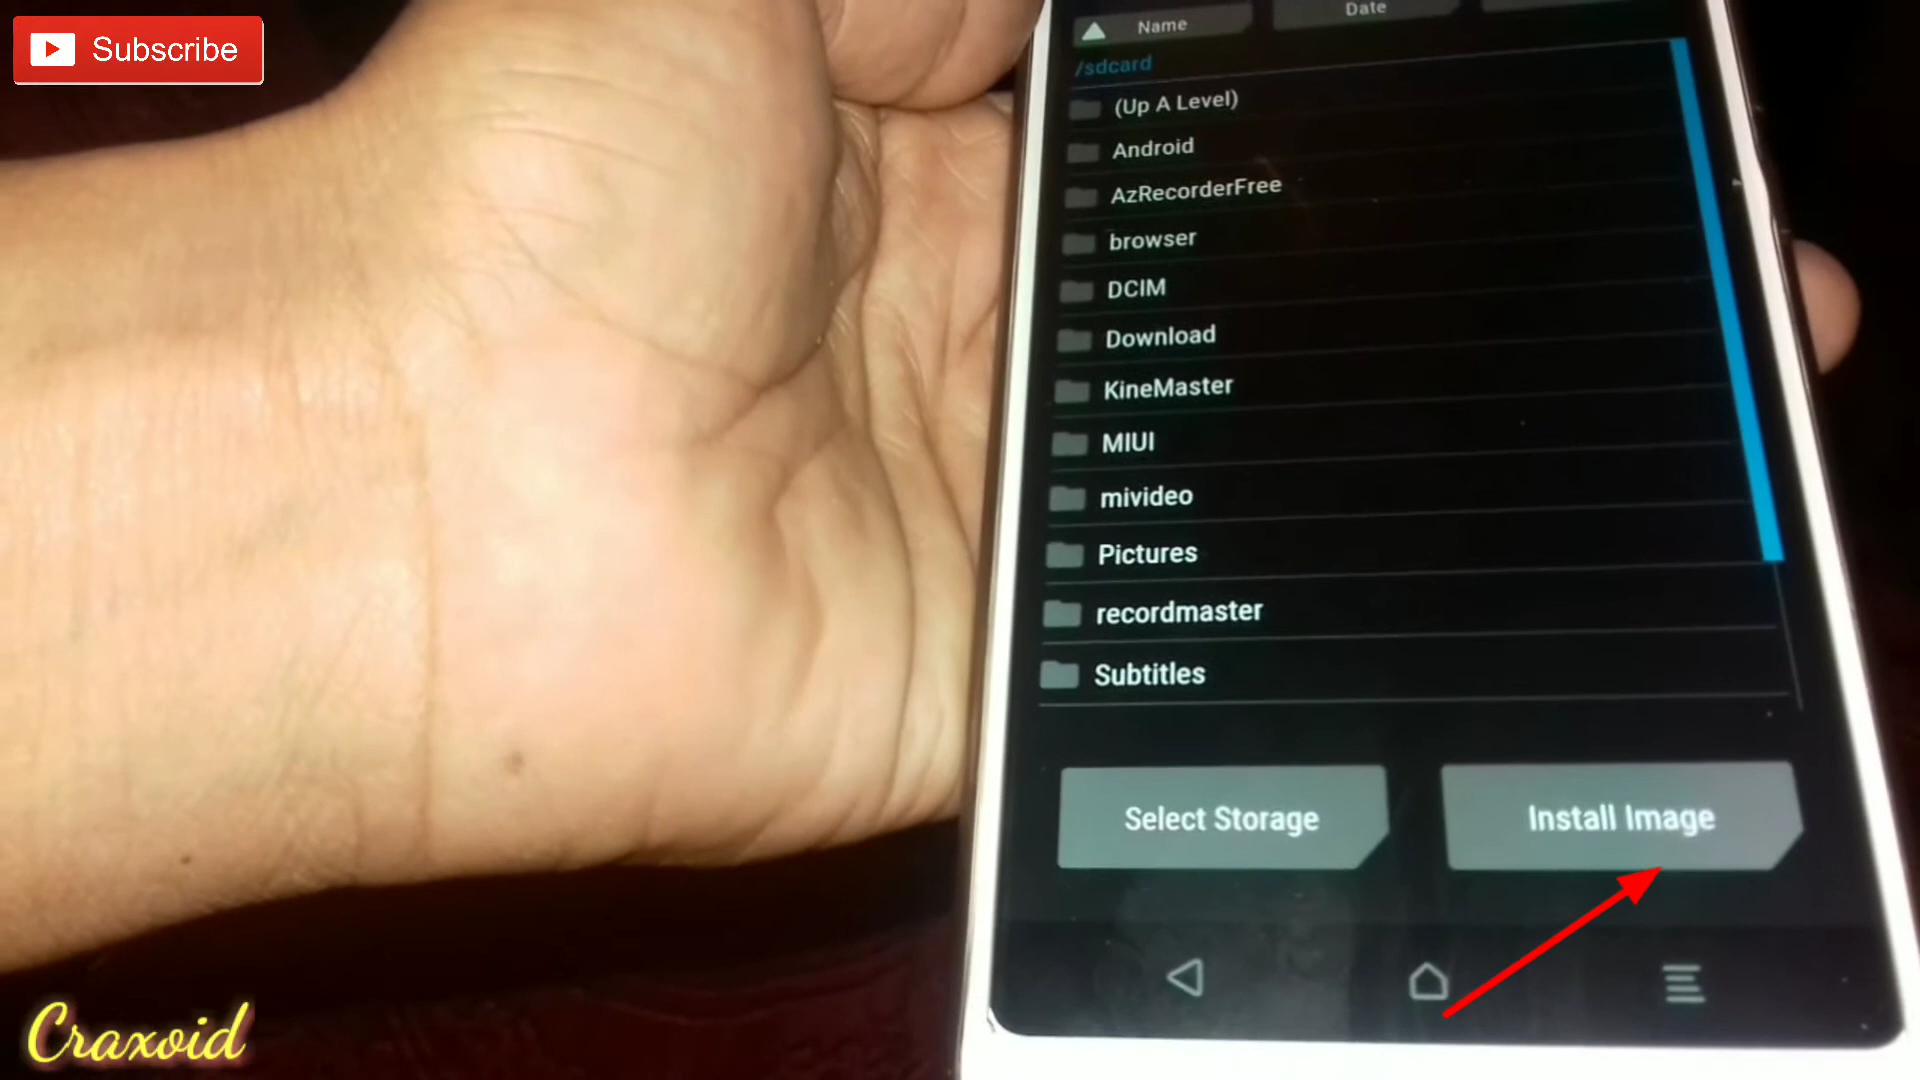 Subscribe
Name
Date
/sdcard
(Up A Level)
Android
AzRecorderFree
browser
DCIM
Download
KineMaster
MIUI
mivideo
Pictures
recordmaster
Subtitles
Select Storage
Install Image
Craxoid